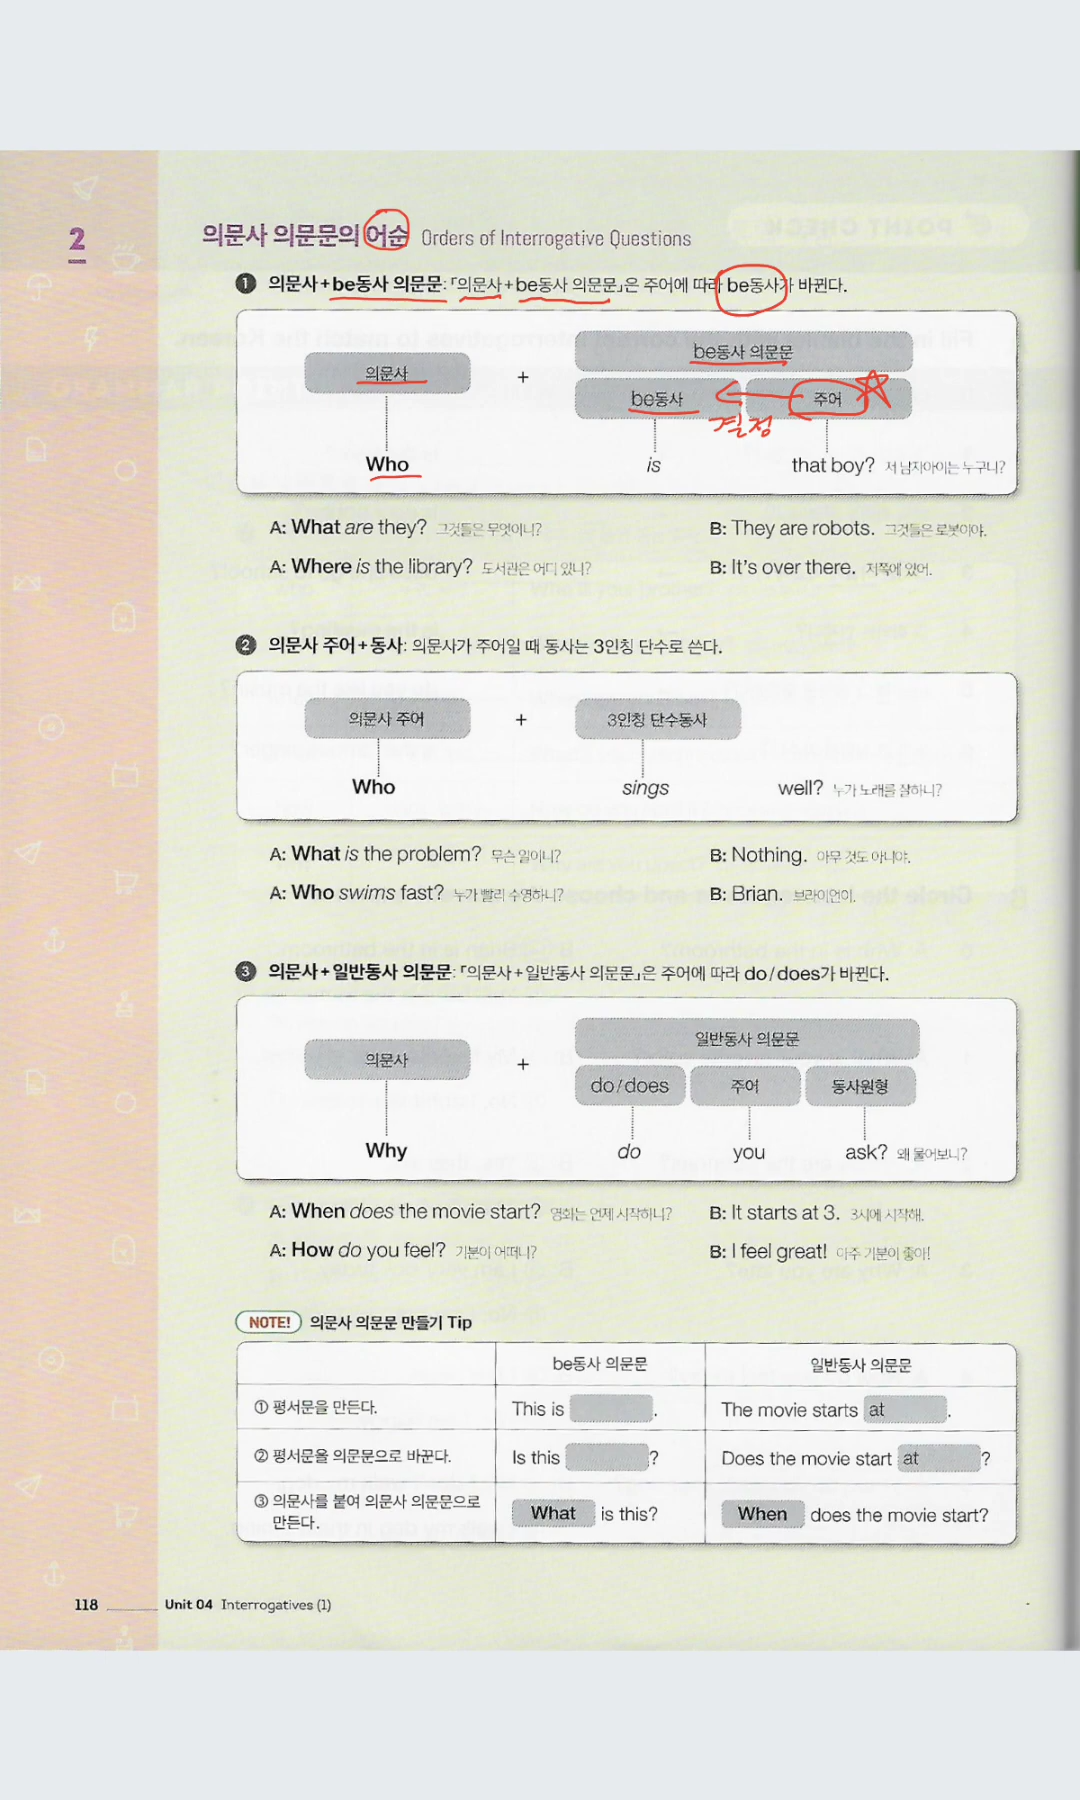 2
의문사 의문문의 어순 Orders of Interrogative Questions
1 의문사+be동사 의문문: 「의문사+be동사 의문문」은 주어에 따라 be동사가 바뀐다.
be동사 의문문
의문사 + be동사 주어
결정
Who is that boy? 저 남자아이는 누구니?
A: What are they? 그것들은 무엇이니? B: They are robots. 그것들은 로봇이야.
A: Where is the library? 도서관은 어디 있니? B: It's over there. 저쪽에 있어.
2 의문사 주어+동사: 의문사가 주어일 때 동사는 3인칭 단수로 쓴다.
의문사 주어 + 3인칭 단수동사
Who sings well? 누가 노래를 잘하니?
A: What is the problem? 무슨 일이니? B: Nothing. 아무 것도 아니야.
A: Who swims fast? 누가 빨리 수영하니? B: Brian. 브라이언이.
3 의문사+일반동사 의문문: 「의문사+일반동사 의문문」은 주어에 따라 do/does가 바뀐다.
일반동사 의문문
의문사 + do/does 주어 동사원형
Why do you ask? 왜 물어보니?
A: When does the movie start? 영화는 언제 시작하니? B: It starts at 3. 3시에 시작해.
A: How do you feel? 기분이 어떠니? B: I feel great! 아주 기분이 좋아!
NOTE! 의문사 의문문 만들기 Tip
be동사 의문문 일반동사 의문문
① 평서문을 만든다. This is . The movie starts at .
② 평서문을 의문문으로 바꾼다. Is this ? Does the movie start at ?
③ 의문사를 붙여 의문사 의문문으로
만든다. What is this? When does the movie start?
118 Unit 04 Interrogatives (1)